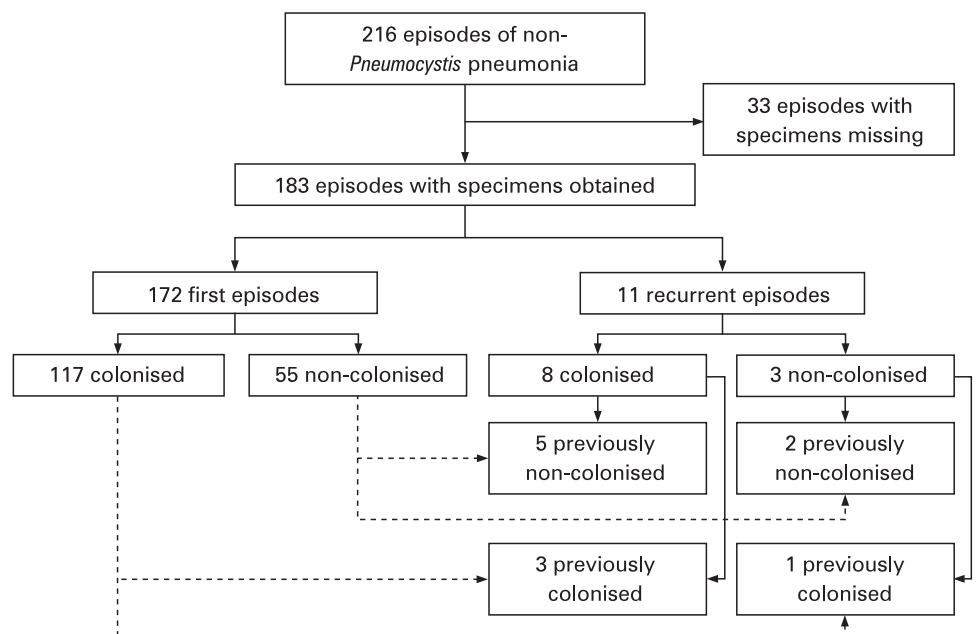 216 episodes of non-
Pneumocystis pneumonia
33 episodes with
specimens missing
183 episodes with specimens obtained
172 first episodes
11 recurrent episodes
117 colonised
55 non-colonised
8 colonised
3 non-colonised
5 previously
non-colonised
2 previously
non-colonised
3 previously
colonised
1 previously
colonised